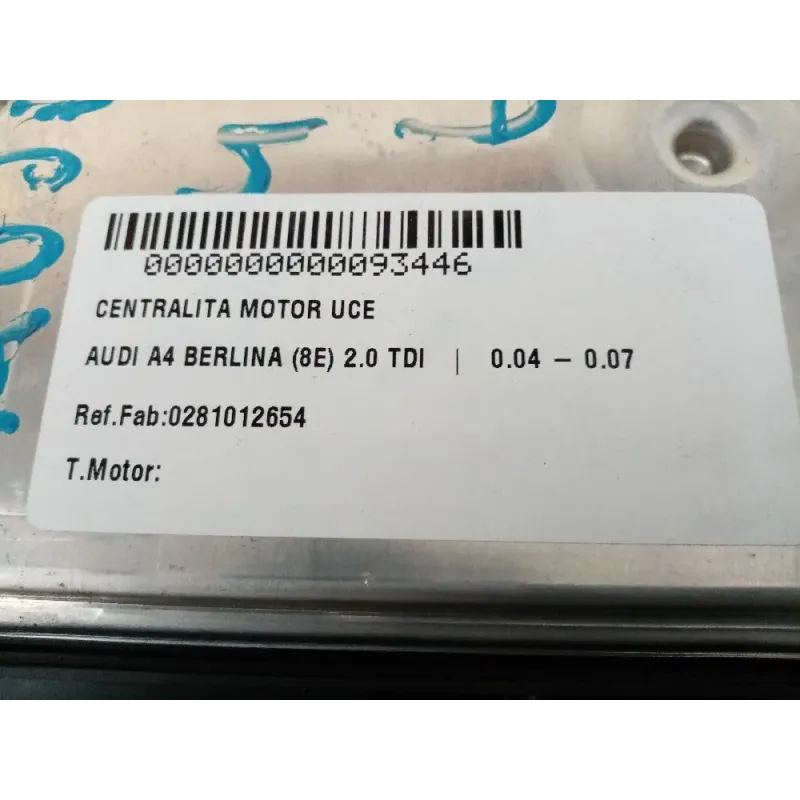 5 D
0000000000093446
CENTRALITA MOTOR UCE
AUDI A4 BERLINA (8E) 2.0 TDI | 0.04 – 0.07
Ref.Fab:0281012654
T.Motor: